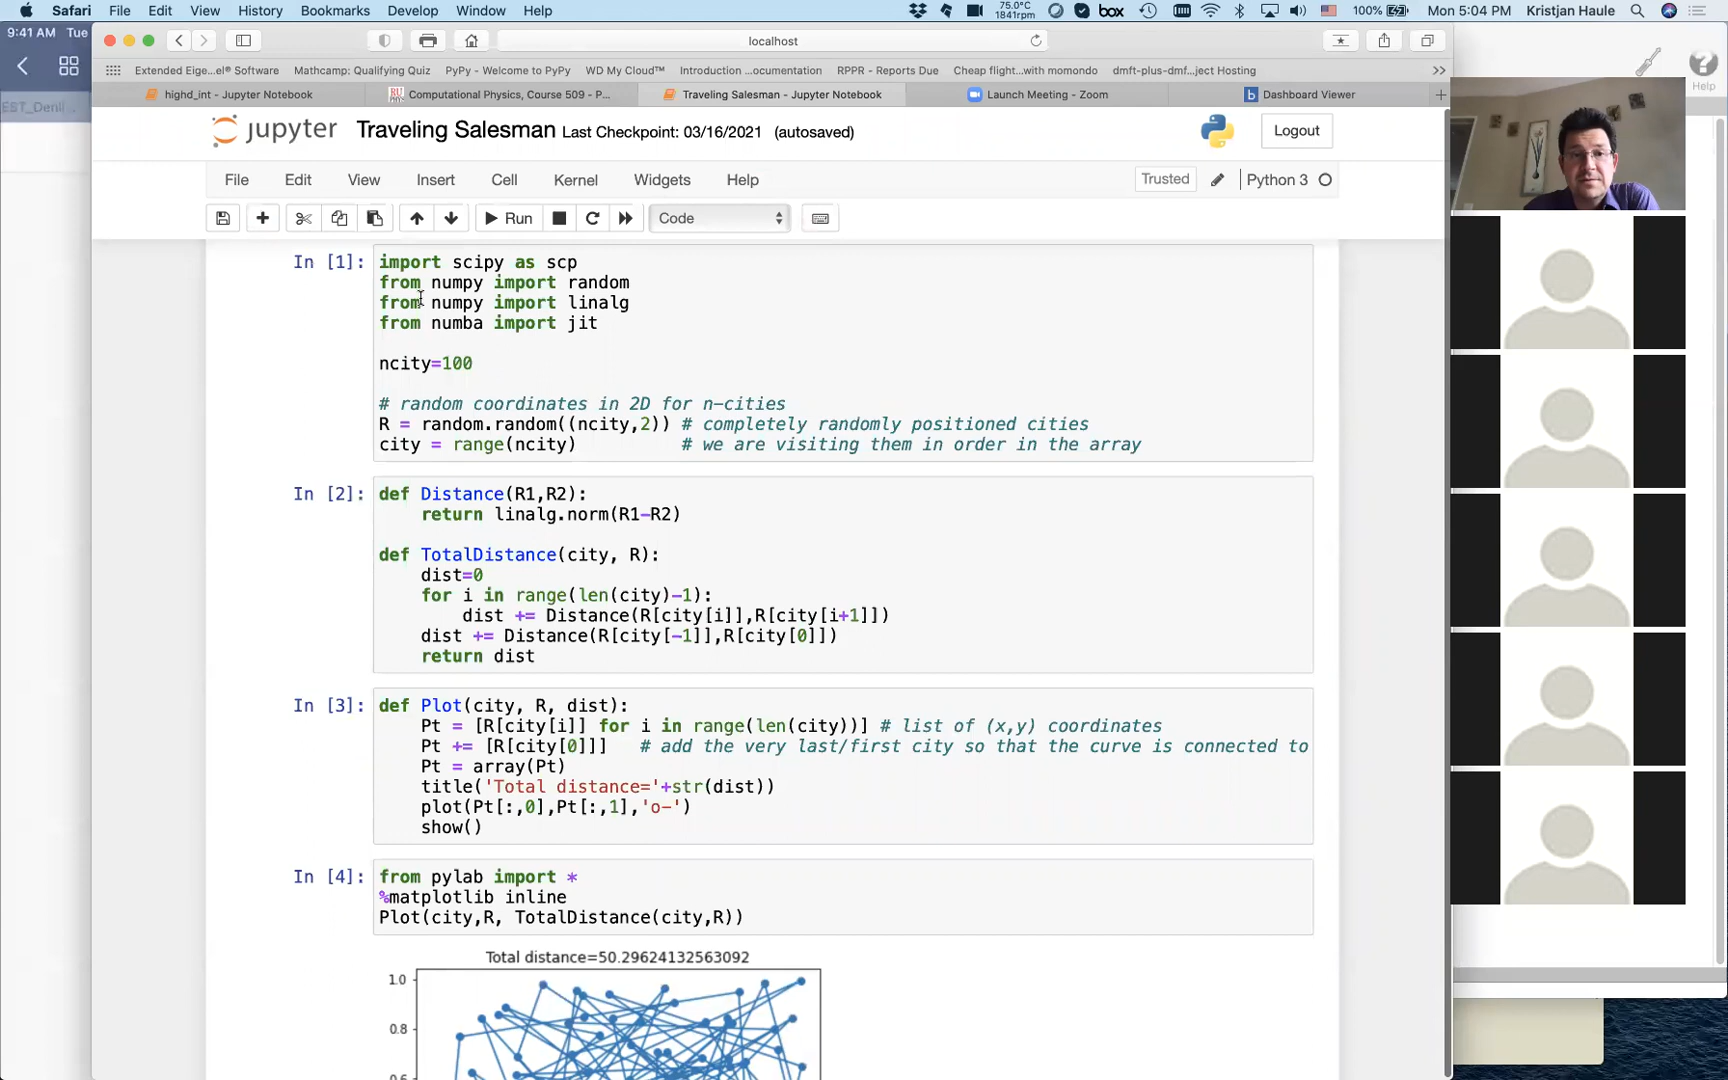 Safari File Edit View History Bookmarks Develop Window Help
75.0°C
1841rpm
box
100%
Mon 5:04 PM Kristjan Haule
9:41 AM Tue
localhost
Extended Eige...el® Software Mathcamp: Qualifying Quiz PyPy - Welcome to PyPy WD My Cloud™ Introduction ...ocumentation RPPR - Reports Due Cheap flight...with momondo dmft-plus-dmf...ject Hosting
highd_int - Jupyter Notebook Computational Physics, Course 509 - P... Traveling Salesman - Jupyter Notebook Launch Meeting - Zoom Dashboard Viewer
Help
jupyter Traveling Salesman Last Checkpoint: 03/16/2021 (autosaved) Logout
File Edit View Insert Cell Kernel Widgets Help Trusted Python 3
Run Code
In [1]: import scipy as scp
from numpy import random
from numpy import linalg
from numba import jit
ncity=100
# random coordinates in 2D for n-cities
R = random.random((ncity,2)) # completely randomly positioned cities
city = range(ncity) # we are visiting them in order in the array
In [2]: def Distance(R1,R2):
return linalg.norm(R1-R2)
def TotalDistance(city, R):
dist=0
for i in range(len(city)-1):
dist += Distance(R[city[i]],R[city[i+1]])
dist += Distance(R[city[-1]],R[city[0]])
return dist
In [3]: def Plot(city, R, dist):
Pt = [R[city[i]] for i in range(len(city))] # list of (x,y) coordinates
Pt += [R[city[0]]] # add the very last/first city so that the curve is connected to
Pt = array(Pt)
title('Total distance='+str(dist))
plot(Pt[:,0],Pt[:,1],'o-')
show()
In [4]: from pylab import *
%matplotlib inline
Plot(city,R, TotalDistance(city,R))
Total distance=50.29624132563092
1.0
0.8